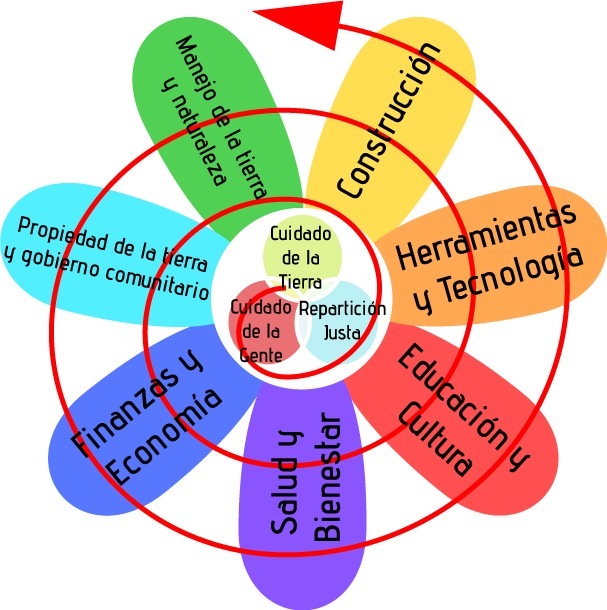 Manejo de la tierra
y naturaleza
Construcción
Herramientas
y Tecnología
Educación y
Cultura
Salud y
Bienestar
Finanzas y
Economía
Propiedad de la tierra
y gobierno comunitario
Cuidado
de la
Tierra
Cuidado
de la
Gente
Repartición
Justa